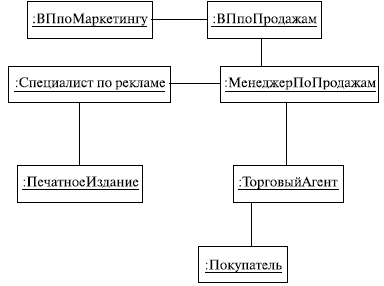 :ВПпоМаркетингу
:ВПпоПродажам
:Специалист по рекламе
:МенеджерПоПродажам
:ПечатноеИздание
:ТорговыйАгент
:Покупатель